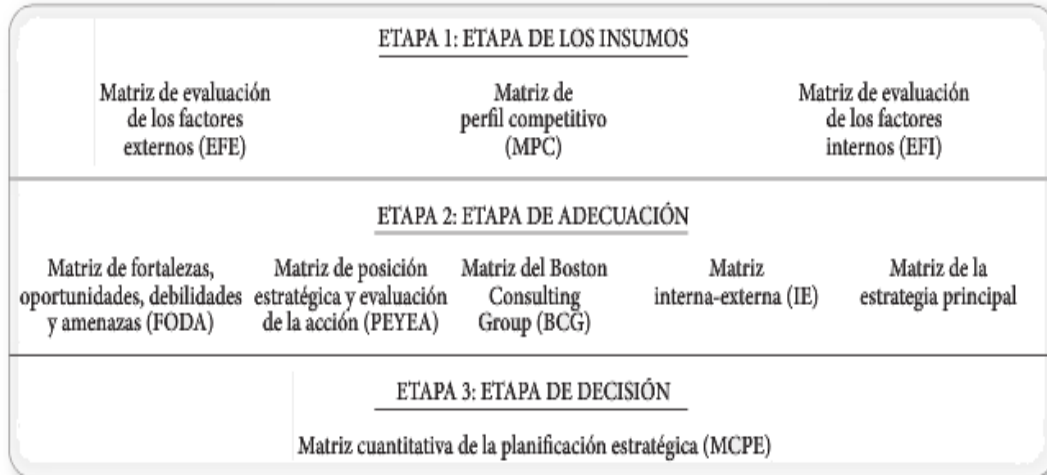 ETAPA 1: ETAPA DE LOS INSUMOS
Matriz de evaluación
de los factores
externos (EFE)
Matriz de
perfil competitivo
(MPC)
Matriz de evaluación
de los factores
internos (EFI)
ETAPA 2: ETAPA DE ADECUACIÓN
Matriz de fortalezas,
oportunidades, debilidades
y amenazas (FODA)
Matriz de posición
estratégica y evaluación
de la acción (PEYEA)
Matriz del Boston
Consulting
Group (BCG)
Matriz
interna-externa (IE)
Matriz de la
estrategia principal
ETAPA 3: ETAPA DE DECISIÓN
Matriz cuantitativa de la planificación estratégica (MCPE)